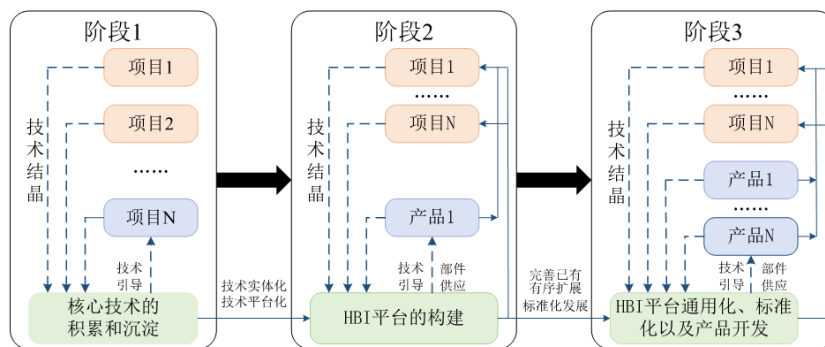 阶段1
项目1
项目2
……
项目N
技术结晶
技术
引导
核心技术的
积累和沉淀
技术实体化
技术平台化
阶段2
项目1
……
项目N
技术结晶
产品1
技术
引导
部件
供应
HBI平台的构建
完善已有
有序扩展
标准化发展
阶段3
项目1
……
项目N
技术结晶
产品1
……
产品N
技术
引导
部件
供应
HBI平台通用化、标准
化以及产品开发